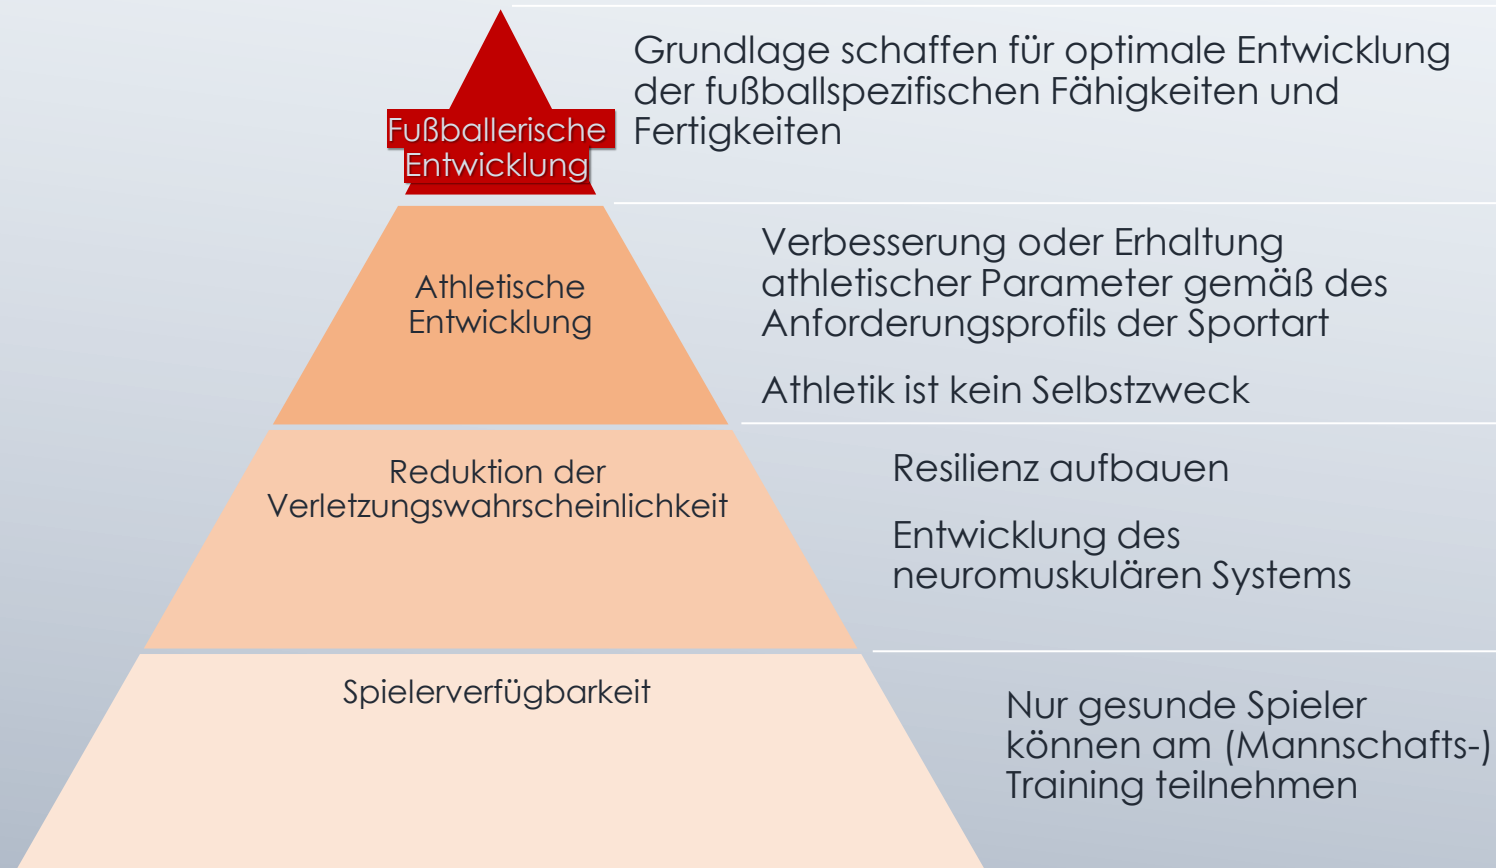 Fußballerische
Entwicklung
Grundlage schaffen für optimale Entwicklung
der fußballspezifischen Fähigkeiten und
Fertigkeiten
Athletische
Entwicklung
Verbesserung oder Erhaltung
athletischer Parameter gemäß des
Anforderungsprofils der Sportart
Athletik ist kein Selbstzweck
Reduktion der
Verletzungswahrscheinlichkeit
Resilienz aufbauen
Entwicklung des
neuromuskulären Systems
Spielerverfügbarkeit
Nur gesunde Spieler
können am (Mannschafts-)
Training teilnehmen